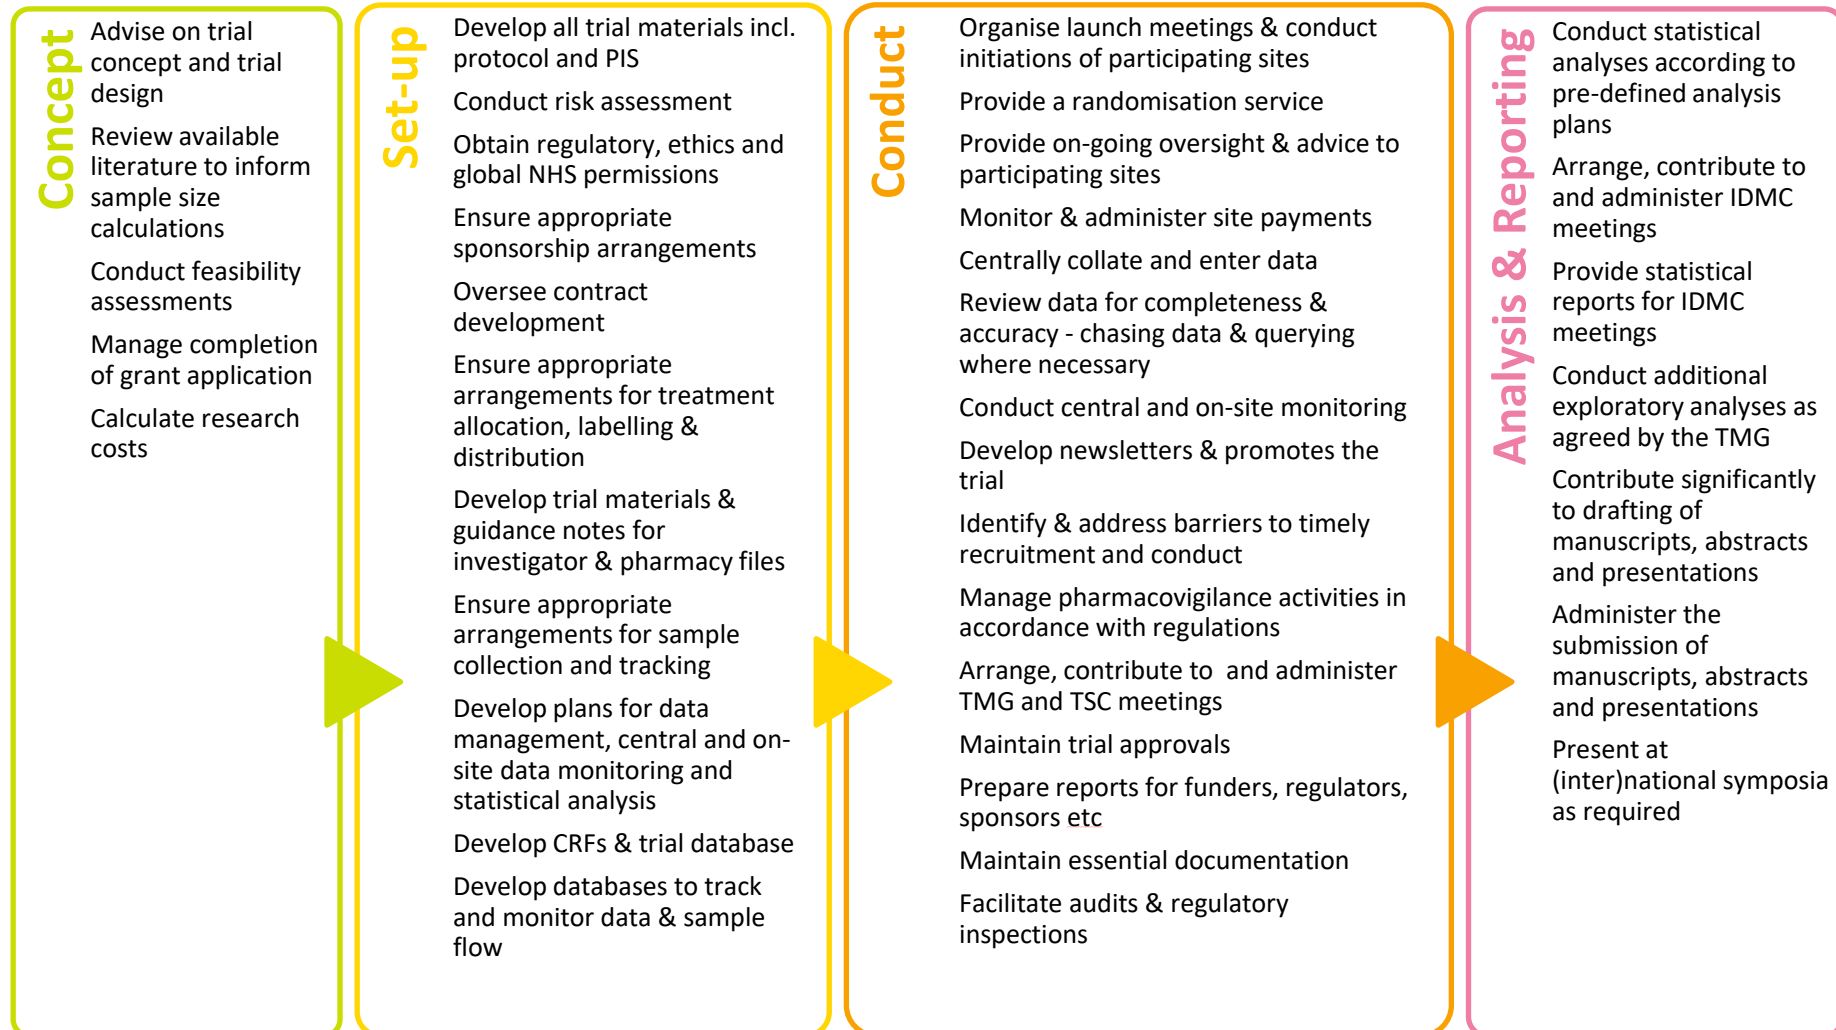 Concept
Advise on trial
concept and trial
design
Review available
literature to inform
sample size
calculations
Conduct feasibility
assessments
Manage completion
of grant application
Calculate research
costs
Set-up
Develop all trial materials incl.
protocol and PIS
Conduct risk assessment
Obtain regulatory, ethics and
global NHS permissions
Ensure appropriate
sponsorship arrangements
Oversee contract
development
Ensure appropriate
arrangements for treatment
allocation, labelling &
distribution
Develop trial materials &
guidance notes for
investigator & pharmacy files
Ensure appropriate
arrangements for sample
collection and tracking
Develop plans for data
management, central and on-
site data monitoring and
statistical analysis
Develop CRFs & trial database
Develop databases to track
and monitor data & sample
flow
Conduct
Organise launch meetings & conduct
initiations of participating sites
Provide a randomisation service
Provide on-going oversight & advice to
participating sites
Monitor & administer site payments
Centrally collate and enter data
Review data for completeness &
accuracy - chasing data & querying
where necessary
Conduct central and on-site monitoring
Develop newsletters & promotes the
trial
Identify & address barriers to timely
recruitment and conduct
Manage pharmacovigilance activities in
accordance with regulations
Arrange, contribute to  and administer
TMG and TSC meetings
Maintain trial approvals
Prepare reports for funders, regulators,
sponsors etc
Maintain essential documentation
Facilitate audits & regulatory
inspections
Analysis & Reporting
Conduct statistical
analyses according to
pre-defined analysis
plans
Arrange, contribute to
and administer IDMC
meetings
Provide statistical
reports for IDMC
meetings
Conduct additional
exploratory analyses as
agreed by the TMG
Contribute significantly
to drafting of
manuscripts, abstracts
and presentations
Administer the
submission of
manuscripts, abstracts
and presentations
Present at
(inter)national symposia
as required